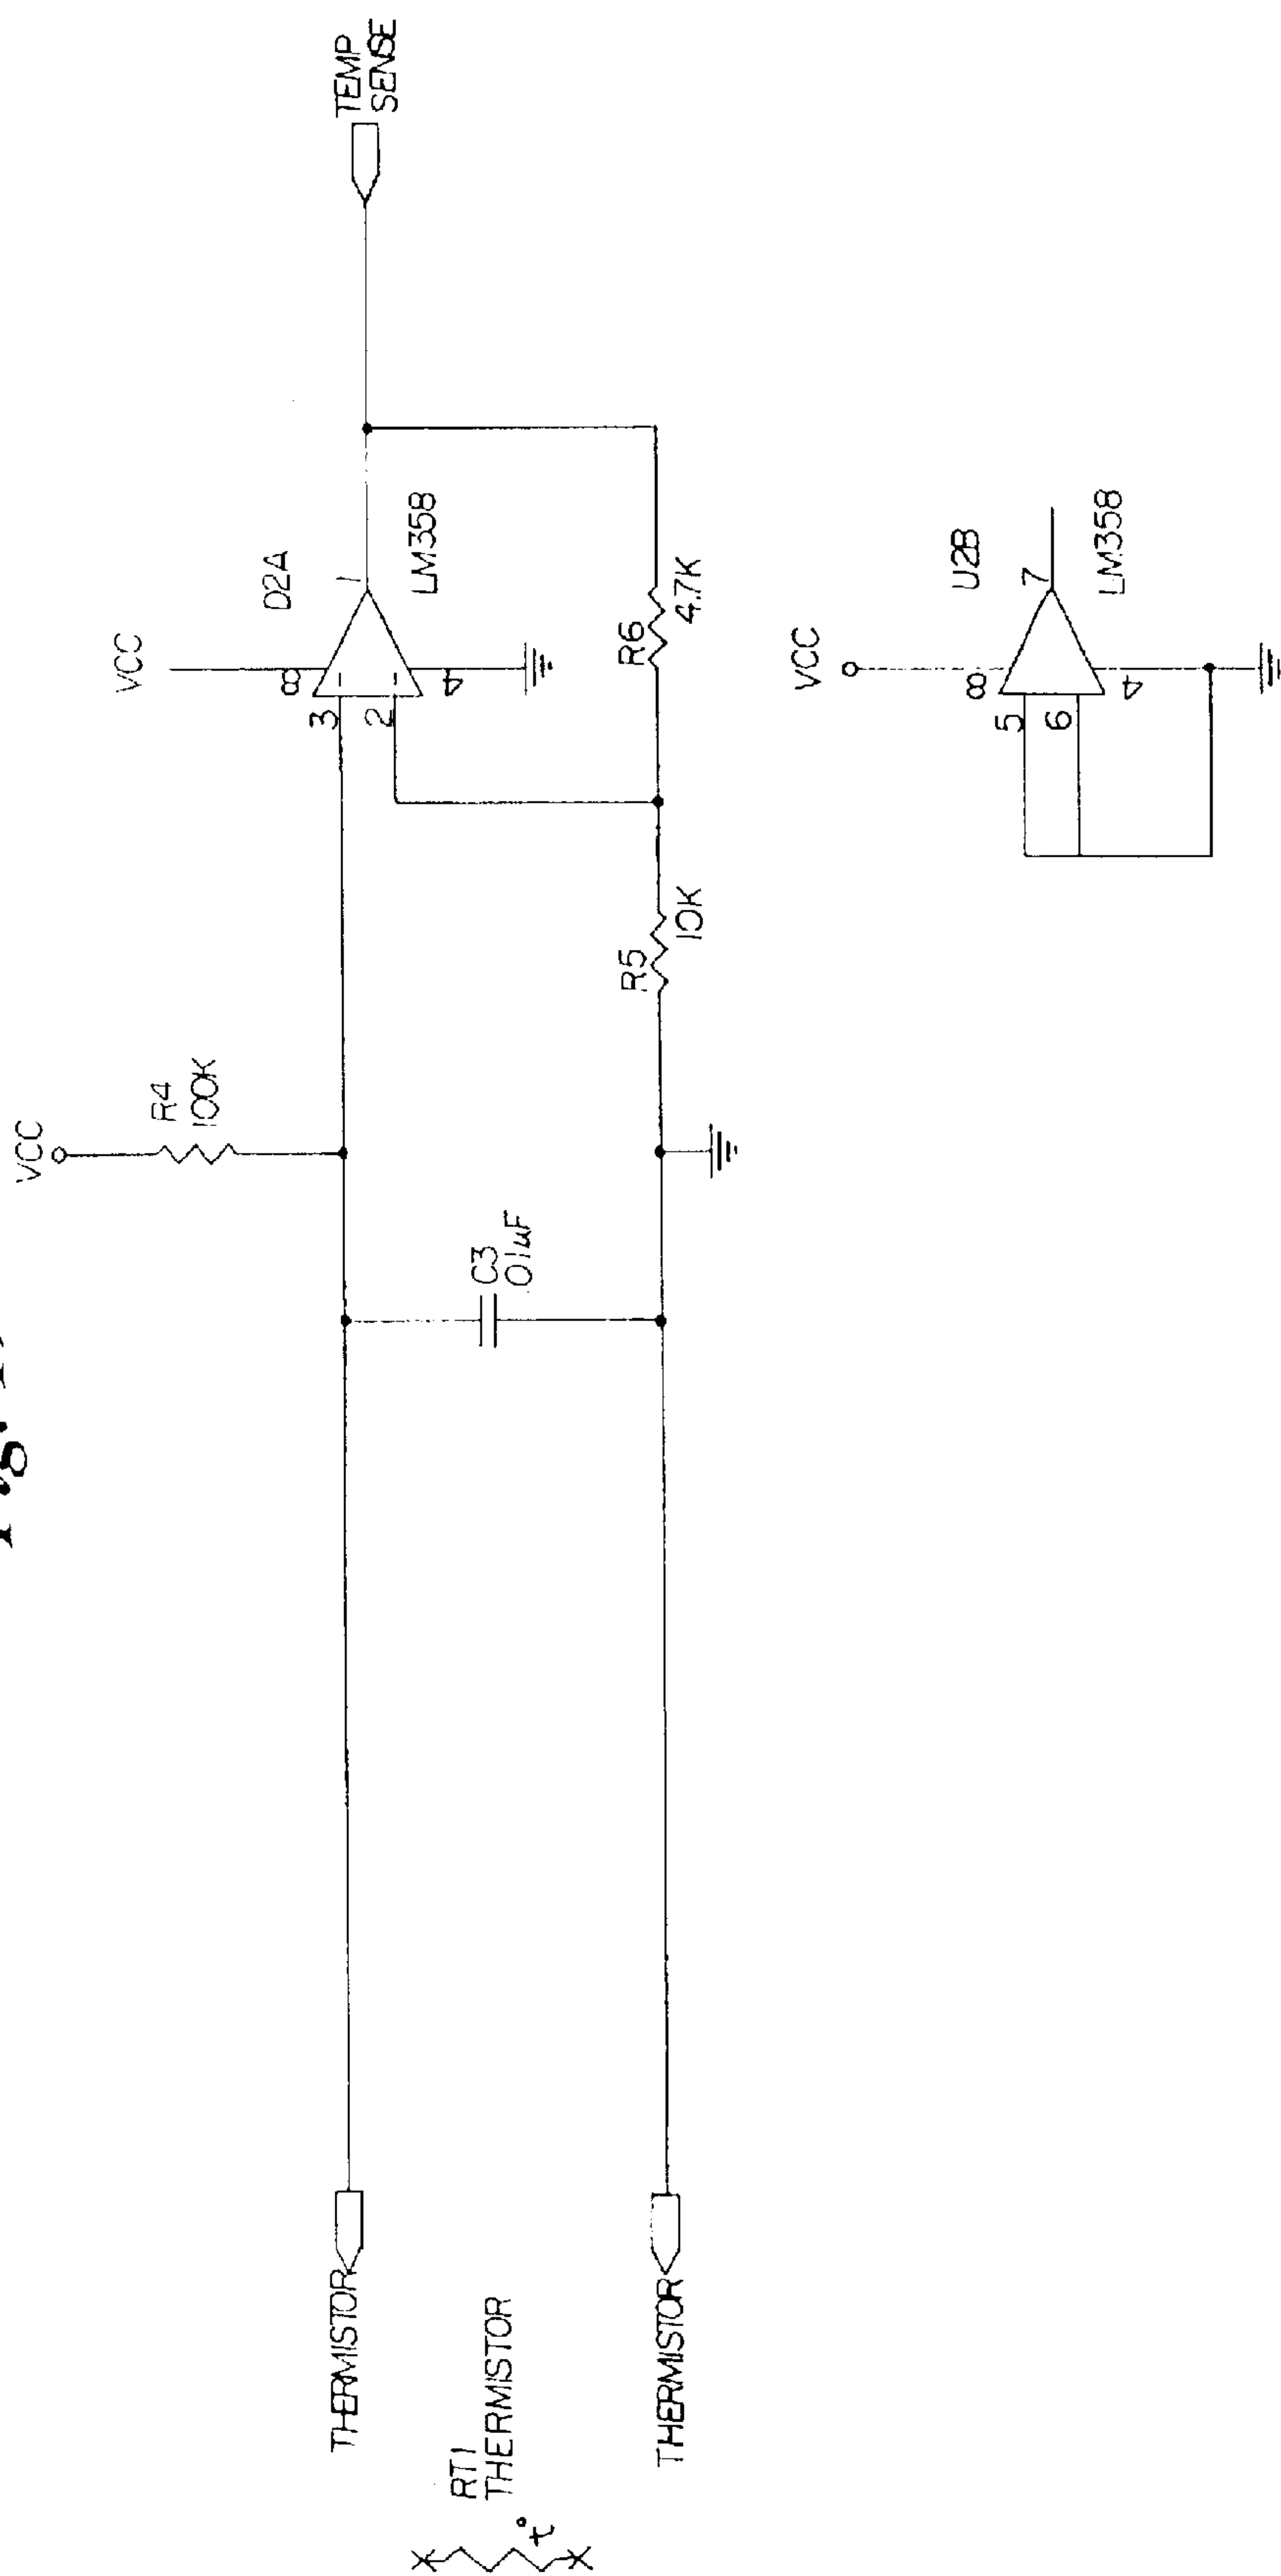 VCC
R4
100K
VCC
8
D2A
3
2
1
4
LM358
TEMP
SENSE
THERMISTOR
C3
.01uF
R5
10K
R6
4.7K
RT1
THERMISTOR
t°
THERMISTOR
VCC
8
U2B
5
6
7
4
LM358